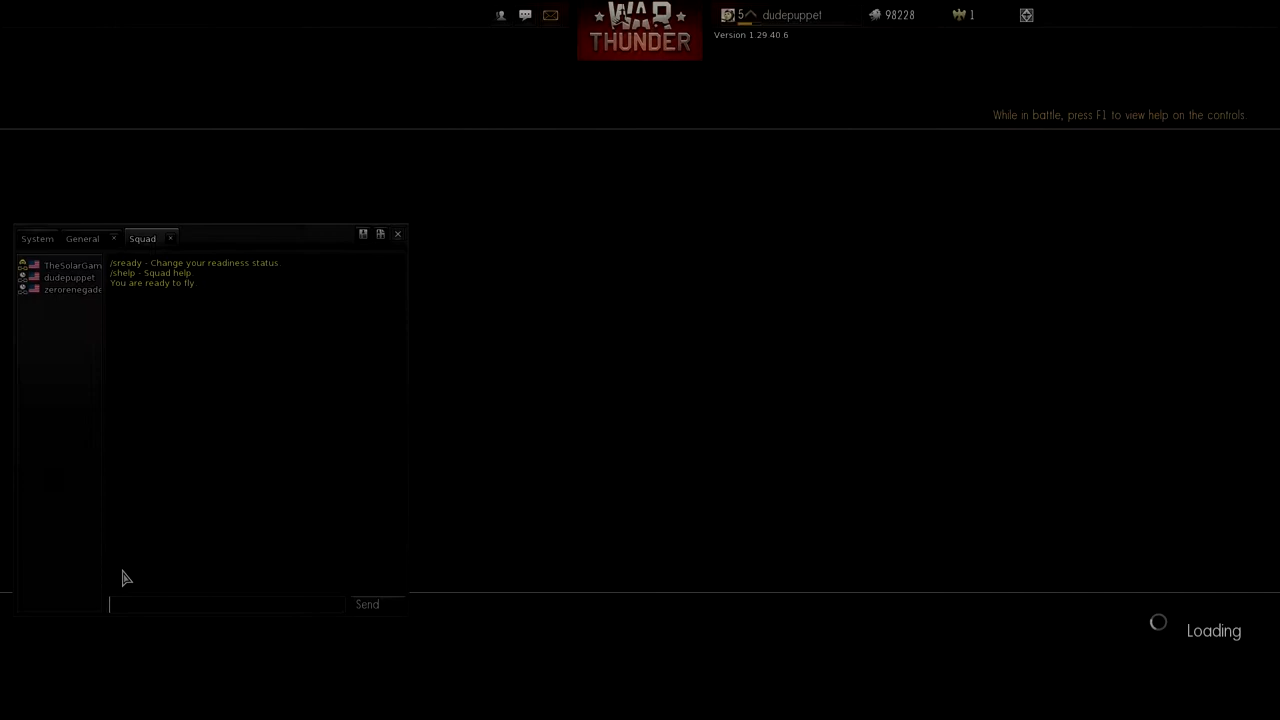 WAR
THUNDER
5 dudepuppet
98228
1
Version 1.29.40.6
While in battle, press F1 to view help on the controls.
System
General
Squad
TheSolarGam
dudepuppet
zerorenegade
/sready - Change your readiness status.
/shelp - Squad help
You are ready to fly
Send
Loading